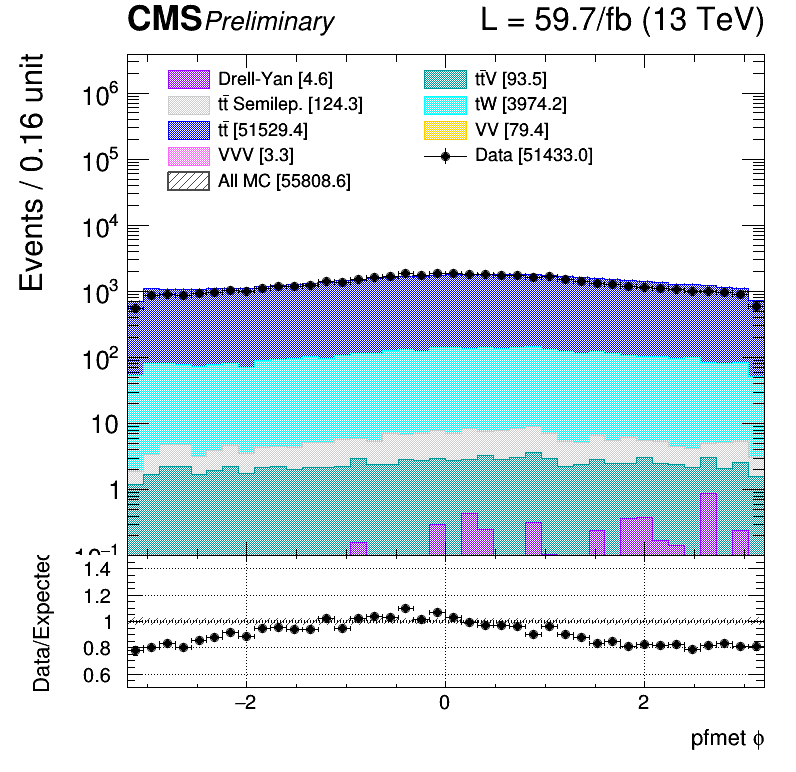 CMS Preliminary L = 59.7/fb (13 TeV)
Drell-Yan [4.6]
tt̄ Semilep. [124.3]
tt̄ [51529.4]
VVV [3.3]
All MC [55808.6]
tt̄V [93.5]
tW [3974.2]
VV [79.4]
Data [51433.0]
Events / 0.16 unit
10⁶
10⁵
10⁴
10³
10²
10
1
10⁻¹
Data/Expected
1.4
1.2
1
0.8
0.6
−2 0 2
pfmet ϕ